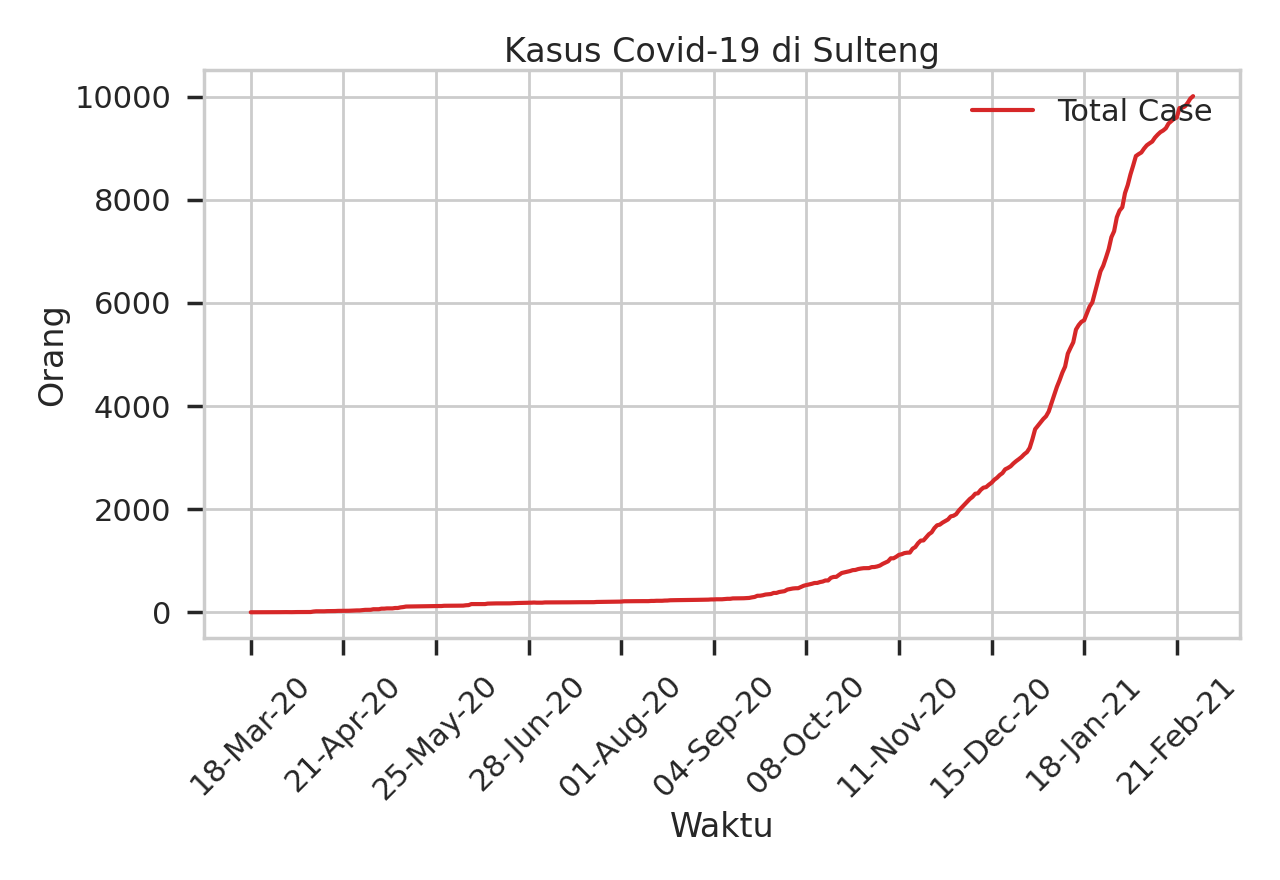 Kasus Covid-19 di Sulteng
Total Case
10000
8000
6000
4000
2000
0
Orang
18-Mar-20
21-Apr-20
25-May-20
28-Jun-20
01-Aug-20
04-Sep-20
08-Oct-20
11-Nov-20
15-Dec-20
18-Jan-21
21-Feb-21
Waktu